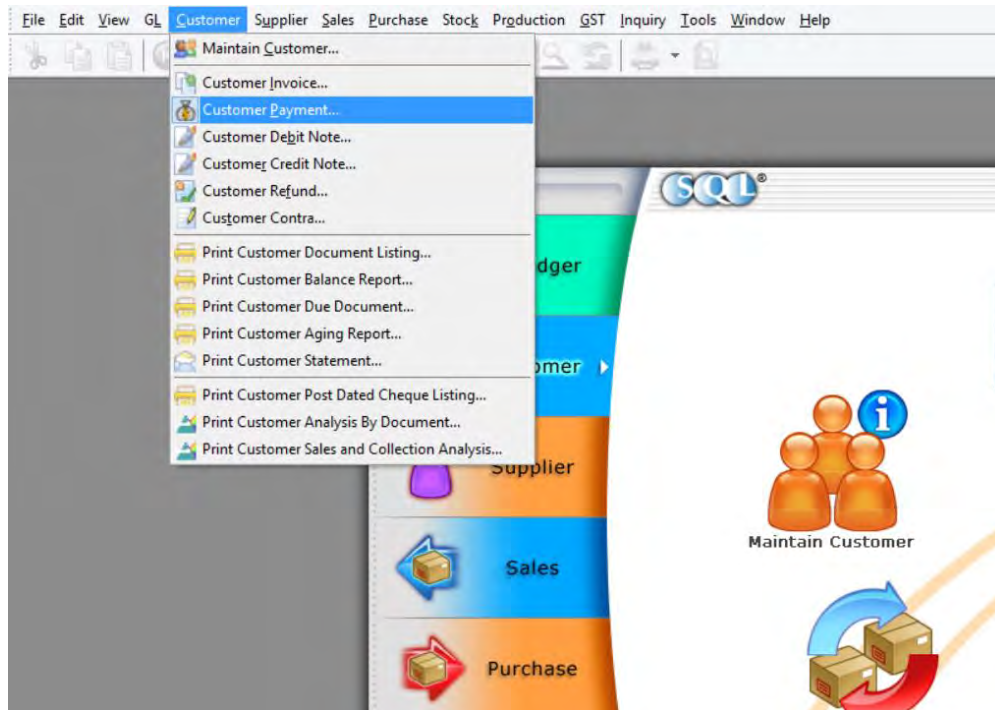 File Edit View GL Customer Supplier Sales Purchase Stock Production GST Inquiry Tools Window Help
Maintain Customer...
Customer Invoice...
Customer Payment...
Customer Debit Note...
Customer Credit Note...
Customer Refund...
Customer Contra...
Print Customer Document Listing...
Print Customer Balance Report...
Print Customer Due Document...
Print Customer Aging Report...
Print Customer Statement...
Print Customer Post Dated Cheque Listing...
Print Customer Analysis By Document...
Print Customer Sales and Collection Analysis...
SQL®
dger
omer
Supplier
Sales
Purchase
Maintain Customer